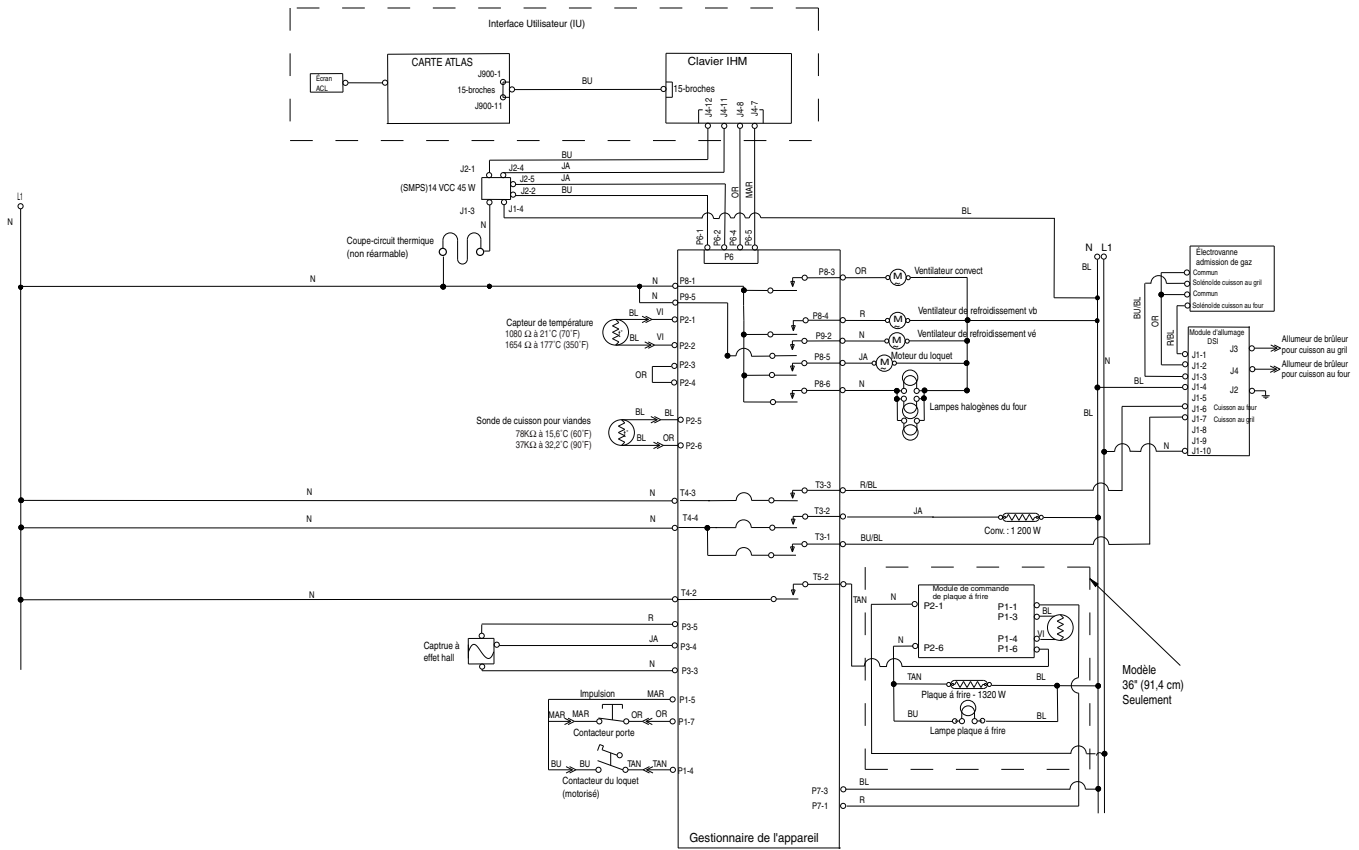 Interface Utilisateur (IU)
CARTE ATLAS
Clavier IHM
Écran
ACL
J900-1
15-broches
J900-11
BU
15-broches
J4-12
J4-11
J4-8
J4-7
BU
J2-1
J2-4
JA
J2-5
JA
(SMPS)14 VCC 45 W
J2-2
BU
OR
MAR
J1-3
J1-4
N
BL
L1
N
Coupe-circuit thermique
(non réarmable)
P6-1
P6-2
P6-4
P6-5
P6
N
L1
BL
N
N
P8-1
P8-3
OR
M
Ventilateur convect
N
P9-5
Capteur de température
1080 Ω à 21˚C (70˚F)
1654 Ω à 177˚C (350˚F)
BL
VI
P2-1
BL
VI
P2-2
P8-4
R
M
Ventilateur de refroidissement vb
P9-2
N
M
Ventilateur de refroidissement vé
P8-5
JA
M
Moteur du loquet
P2-3
OR
P2-4
P8-6
N
Lampes halogènes du four
Sonde de cuisson pour viandes
78KΩ à 15,6˚C (60˚F)
37KΩ à 32,2˚C (90˚F)
BL
BL
P2-5
BL
OR
P2-6
Électrovanne
admission de gaz
Commun
Solénoïde cuisson au gril
Commun
Solénoïde cuisson au four
BU/BL
OR
R/BL
Module d'allumage
DSI
J1-1
J1-2
J1-3
J1-4
J1-5
J1-6
Cuisson au four
J1-7
Cuisson au gril
J1-8
J1-9
J1-10
J3
J4
J2
Allumeur de brûleur
pour cuisson au gril
Allumeur de brûleur
pour cuisson au four
N
BL
BL
N
N
N
T4-3
T3-3
R/BL
N
N
T4-4
T3-2
JA
Conv. : 1 200 W
T3-1
BU/BL
N
T4-2
T5-2
TAN
Captrue à
effet hall
R
P3-5
JA
P3-4
N
P3-3
Module de commande
de plaque á frire
N
P2-1
P1-1
P1-3
BL
N
P2-6
P1-4
VI
P1-6
TAN
BL
Plaque á frire - 1320 W
BU
BL
Lampe plaque á frire
Modèle
36" (91,4 cm)
Seulement
Impulsion
MAR
P1-5
MAR
MAR
OR
OR
P1-7
Contacteur porte
BU
BU
TAN
TAN
P1-4
Contacteur du loquet
(motorisé)
P7-3
BL
P7-1
R
Gestionnaire de l'appareil